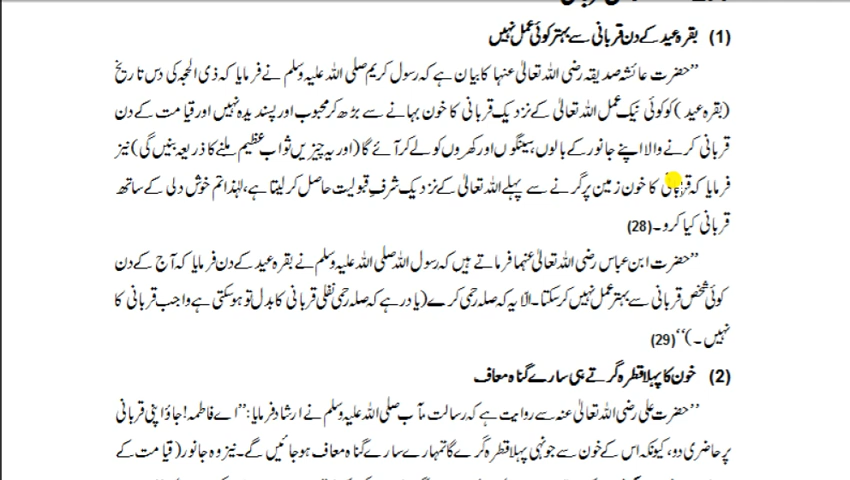 (1) بقرہ عید کے دن قربانی سے بہتر کوئی عمل نہیں
”حضرت عائشہ صدیقہ رضی اللہ تعالیٰ عنہا کا بیان ہے کہ رسول کریم صلی اللہ علیہ وسلم نے فرمایا کہ ذی الحجہ کی دس تاریخ
(بقرہ عید) کو کوئی نیک عمل اللہ تعالیٰ کے نزدیک قربانی کا خون بہانے سے بڑھ کر محبوب اور پسندیدہ نہیں اور قیامت کے دن
قربانی کرنے والا اپنے جانور کے بالوں، سینگوں اور کھروں کو لے کر آئے گا (اور یہ چیزیں ثواب عظیم ملنے کا ذریعہ بنیں گی) نیز
فرمایا کہ قربانی کا خون زمین پر گرنے سے پہلے اللہ تعالیٰ کے نزدیک شرفِ قبولیت حاصل کر لیتا ہے، لہٰذا تم خوش دلی کے ساتھ
قربانی کیا کرو۔ (28)
”حضرت ابن عباس رضی اللہ تعالیٰ عنہما فرماتے ہیں کہ رسول اللہ صلی اللہ علیہ وسلم نے بقرہ عید کے دن فرمایا کہ آج کے دن
کوئی شخص قربانی سے بہتر عمل نہیں کر سکتا۔ الّا یہ کہ صلہ رحمی کرے (یاد رہے کہ صلہ رحمی نفلی قربانی کا بدل تو ہو سکتی ہے واجب قربانی کا
نہیں۔)“ (29)
(2) خون کا پہلا قطرہ گرتے ہی سارے گناہ معاف
”حضرت علی رضی اللہ تعالیٰ عنہ سے روایت ہے کہ رسالت مآب صلی اللہ علیہ وسلم نے ارشاد فرمایا: ”اے فاطمہ! جاؤ اپنی قربانی
پر حاضری دو، کیونکہ اس کے خون سے جونہی پہلا قطرہ گرے گا تمہارے سارے گناہ معاف ہو جائیں گے۔ نیز وہ جانور (قیامت کے